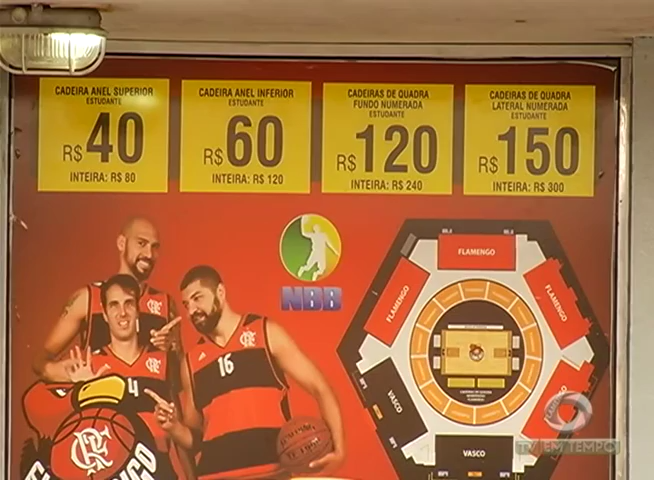 CADEIRA ANEL SUPERIOR
ESTUDANTE
R$ 40
INTEIRA: R$ 80
CADEIRA ANEL INFERIOR
ESTUDANTE
R$ 60
INTEIRA: R$ 120
CADEIRAS DE QUADRA
FUNDO NUMERADA
ESTUDANTE
R$ 120
INTEIRA: R$ 240
CADEIRAS DE QUADRA
LATERAL NUMERADA
ESTUDANTE
R$ 150
INTEIRA: R$ 300
NBB
FLAMENGO
FLAMENGO
FLAMENGO
VASCO
VASCO
16
4
TV EM TEMPO